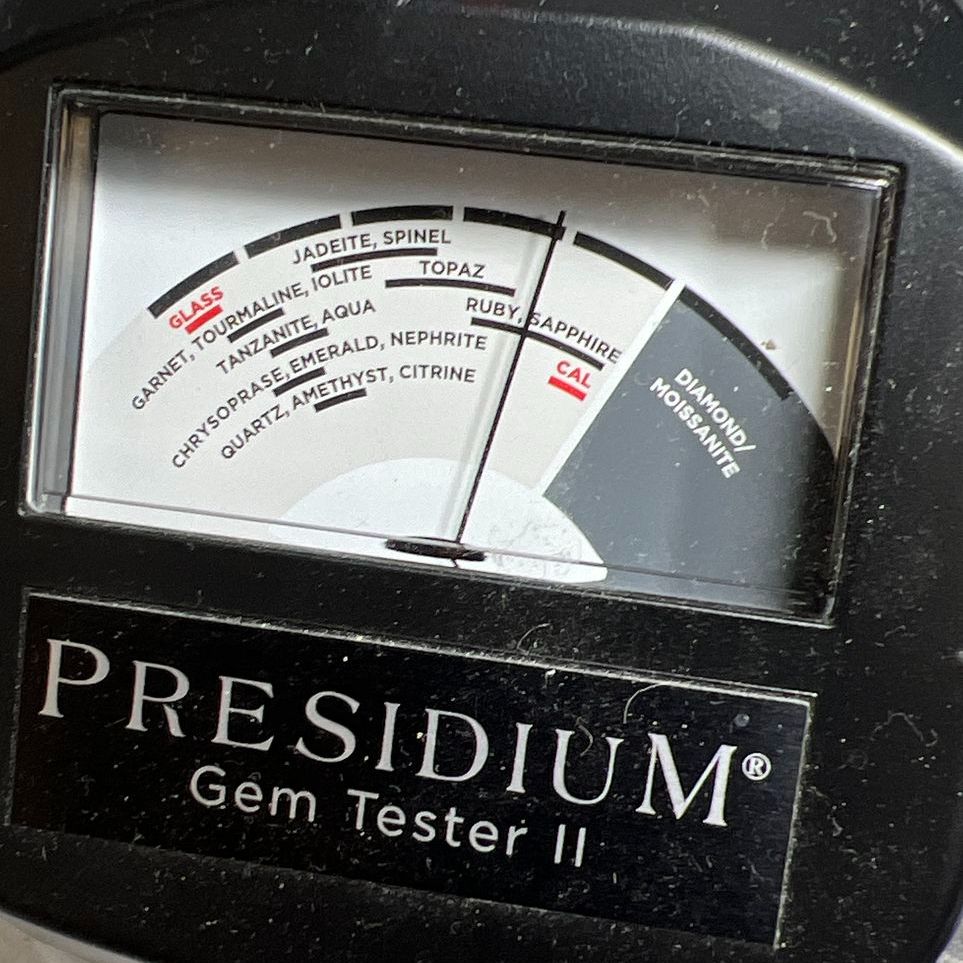 JADEITE, SPINEL
TOPAZ
GLASS
GARNET, TOURMALINE, IOLITE
RUBY, SAPPHIRE
TANZANITE, AQUA
CHRYSOPRASE, EMERALD, NEPHRITE
CAL
QUARTZ, AMETHYST, CITRINE
DIAMOND/
MOISSANITE
PRESIDIUM®
Gem Tester II